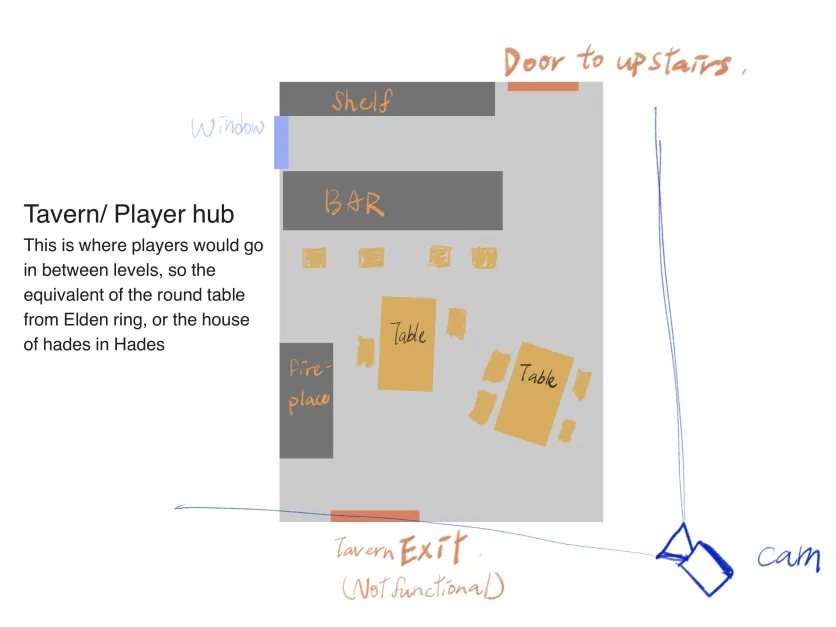 Door to upstairs.
Shelf
Window
BAR
Tavern/ Player hub
This is where players would go
in between levels, so the
equivalent of the round table
from Elden ring, or the house
of hades in Hades
Table
Table
fire-
place
Tavern EXit.
(Not functional)
cam